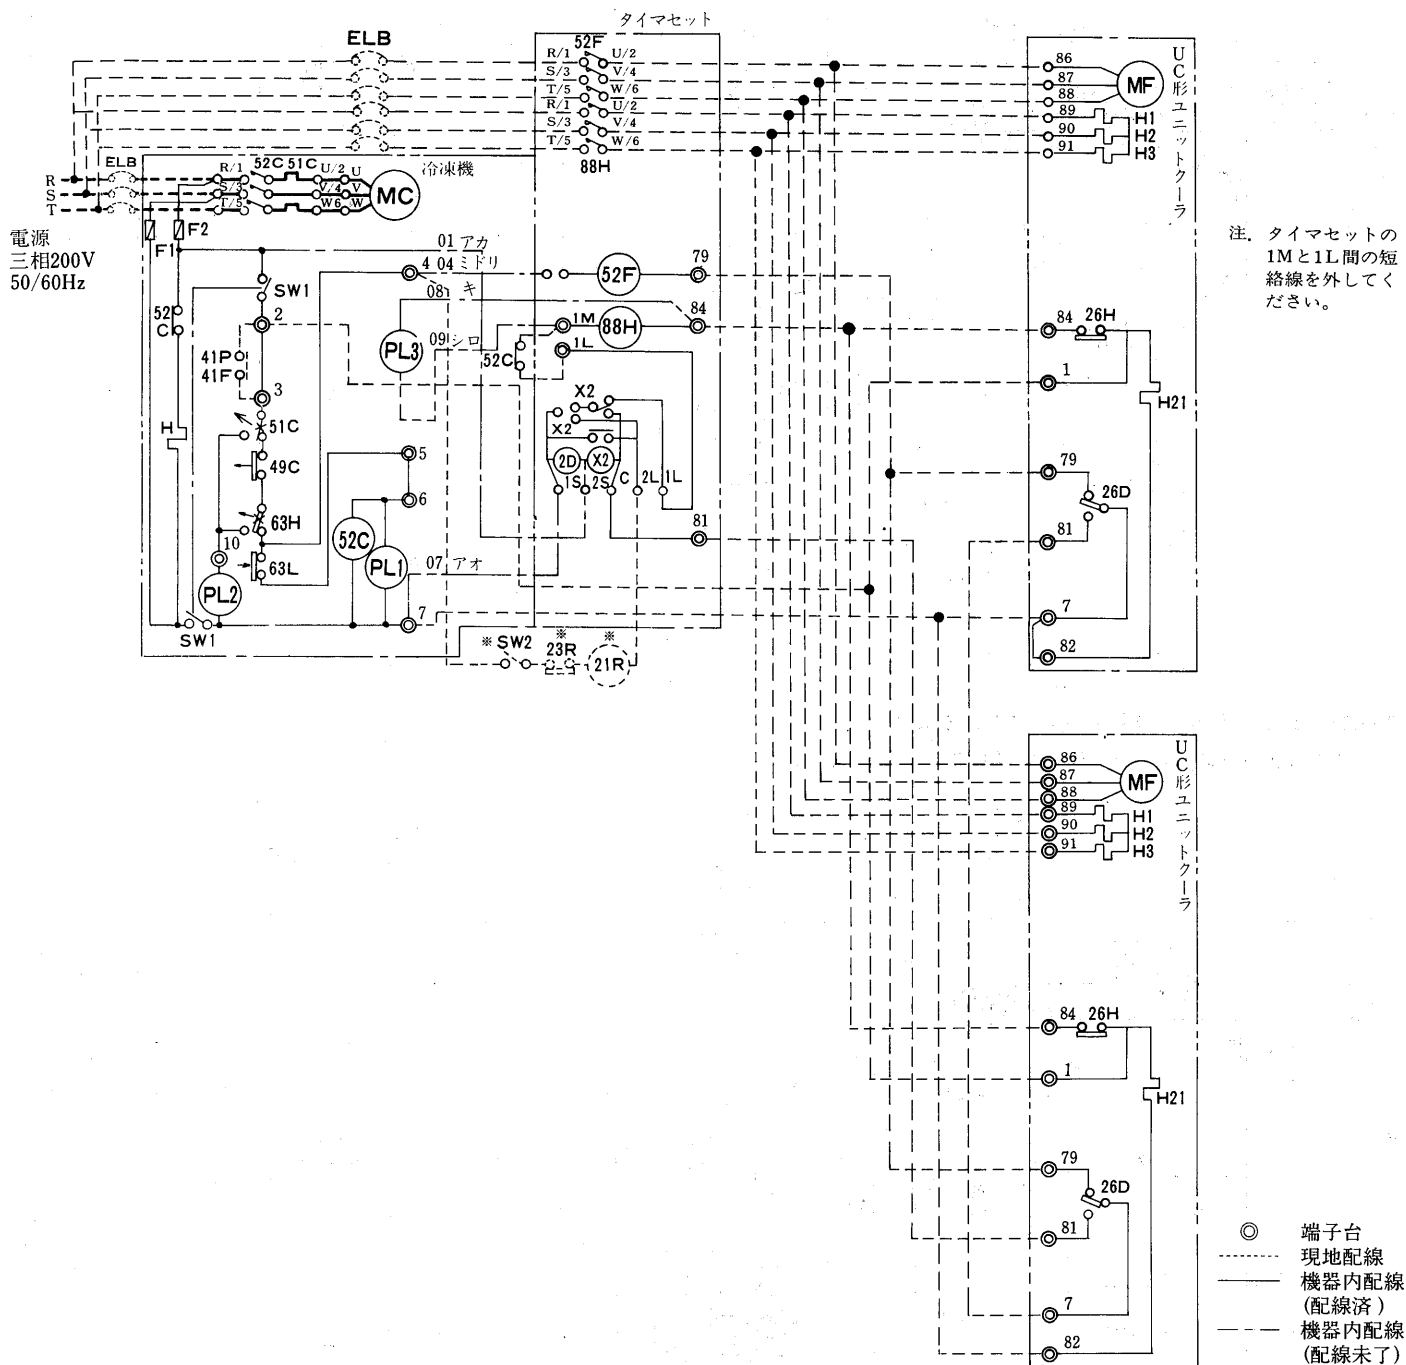 タイマセット
ELB
52F
R/1 U/2
S/3 V/4
T/5 W/6
R/1 U/2
S/3 V/4
T/5 W/6
88H
ELB
R
S
T
R/1 52C 51C U/2 U
S/3 V/4 V
T/5 W6 W
MC
冷凍機
電源
三相200V
50/60Hz
F1
F2
01 アカ
4 04 ミドリ
08 キ
09 シロ
07 アオ
SW1
52
C
2
41P
41F
3
51C
H
49C
63H
10
63L
PL2
SW1
PL3
5
6
52C
PL1
7
52F
79
84
1M
88H
1L
52C
X2
X2
2D
X2
1S
2S
C
2L
1L
81
※ SW2
※
23R
※
21R
UC形ユニットクーラ
86
87
88
89
90
91
MF
H1
H2
H3
84
26H
1
H21
79
26D
81
7
82
注. タイマセットの
1Mと1L間の短
絡線を外してく
ださい。
UC形ユニットクーラ
86
87
88
89
90
91
MF
H1
H2
H3
84
26H
1
H21
79
26D
81
7
82
端子台
現地配線
機器内配線
(配線済)
機器内配線
(配線未了)